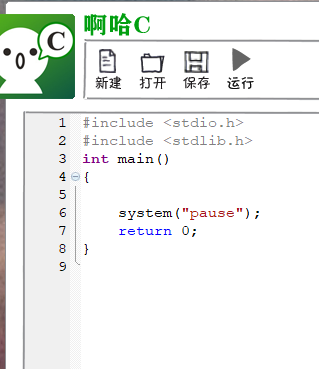 啊哈C
C
新建 打开 保存 运行
1 #include <stdio.h>
2 #include <stdlib.h>
3 int main()
4 {
5
6 system("pause");
7 return 0;
8 }
9